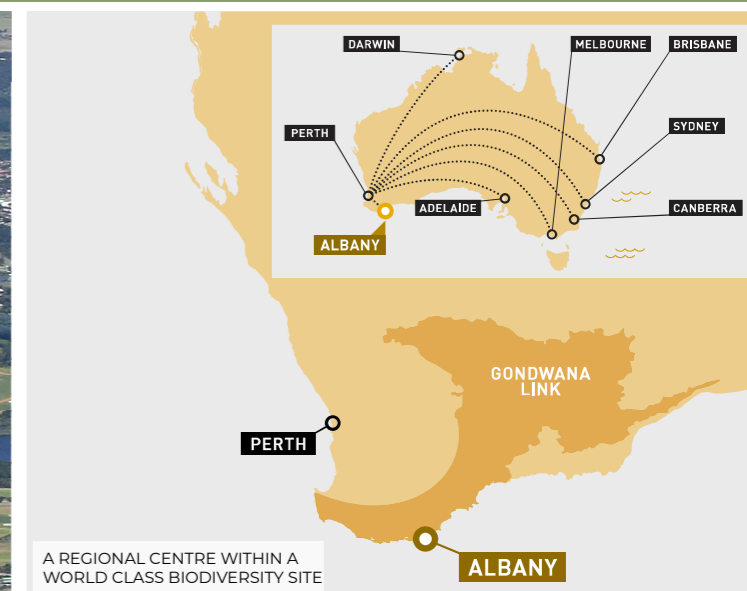 DARWIN
MELBOURNE
BRISBANE
PERTH
SYDNEY
ADELAIDE
CANBERRA
ALBANY
GONDWANA
LINK
PERTH
ALBANY
A REGIONAL CENTRE WITHIN A
WORLD CLASS BIODIVERSITY SITE